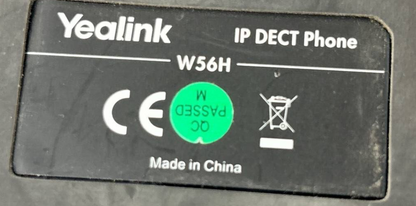 Yealink
IP DECT Phone
W56H
CE
QC
PASSED
M
Made in China